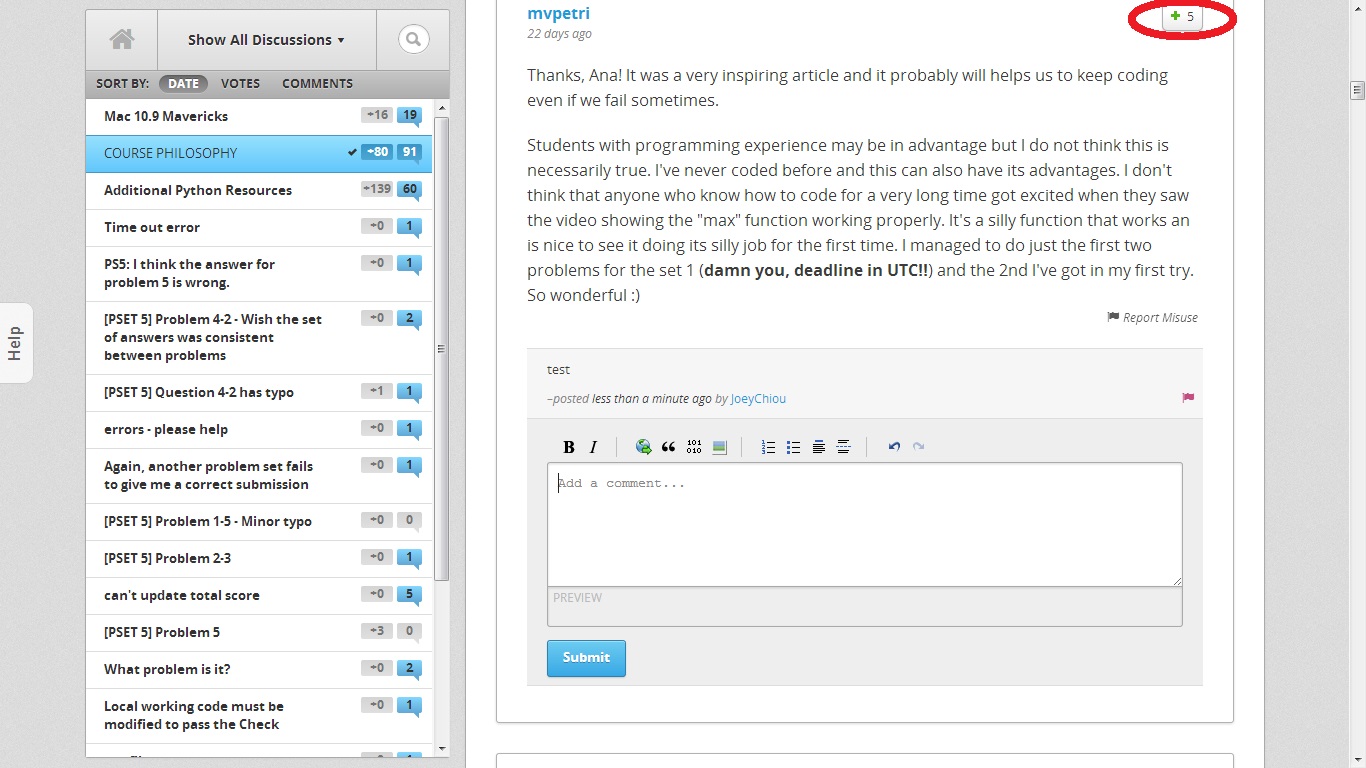 Show All Discussions
SORT BY: DATE VOTES COMMENTS
Mac 10.9 Mavericks +16 19
COURSE PHILOSOPHY +80 91
Additional Python Resources +139 60
Time out error +0 1
PS5: I think the answer for +0 1
problem 5 is wrong.
[PSET 5] Problem 4-2 - Wish the set +0 2
of answers was consistent
between problems
[PSET 5] Question 4-2 has typo +1 1
errors - please help +0 1
Again, another problem set fails +0 1
to give me a correct submission
[PSET 5] Problem 1-5 - Minor typo +0 0
[PSET 5] Problem 2-3 +0 1
can't update total score +0 5
[PSET 5] Problem 5 +3 0
What problem is it? +0 2
Local working code must be +0 1
modified to pass the Check
Help
mvpetri + 5
22 days ago
Thanks, Ana! It was a very inspiring article and it probably will helps us to keep coding
even if we fail sometimes.
Students with programming experience may be in advantage but I do not think this is
necessarily true. I've never coded before and this can also have its advantages. I don't
think that anyone who know how to code for a very long time got excited when they saw
the video showing the "max" function working properly. It's a silly function that works an
is nice to see it doing its silly job for the first time. I managed to do just the first two
problems for the set 1 (damn you, deadline in UTC!!) and the 2nd I've got in my first try.
So wonderful :)
Report Misuse
test
–posted less than a minute ago by JoeyChiou
B I 101
010
Add a comment...
PREVIEW
Submit